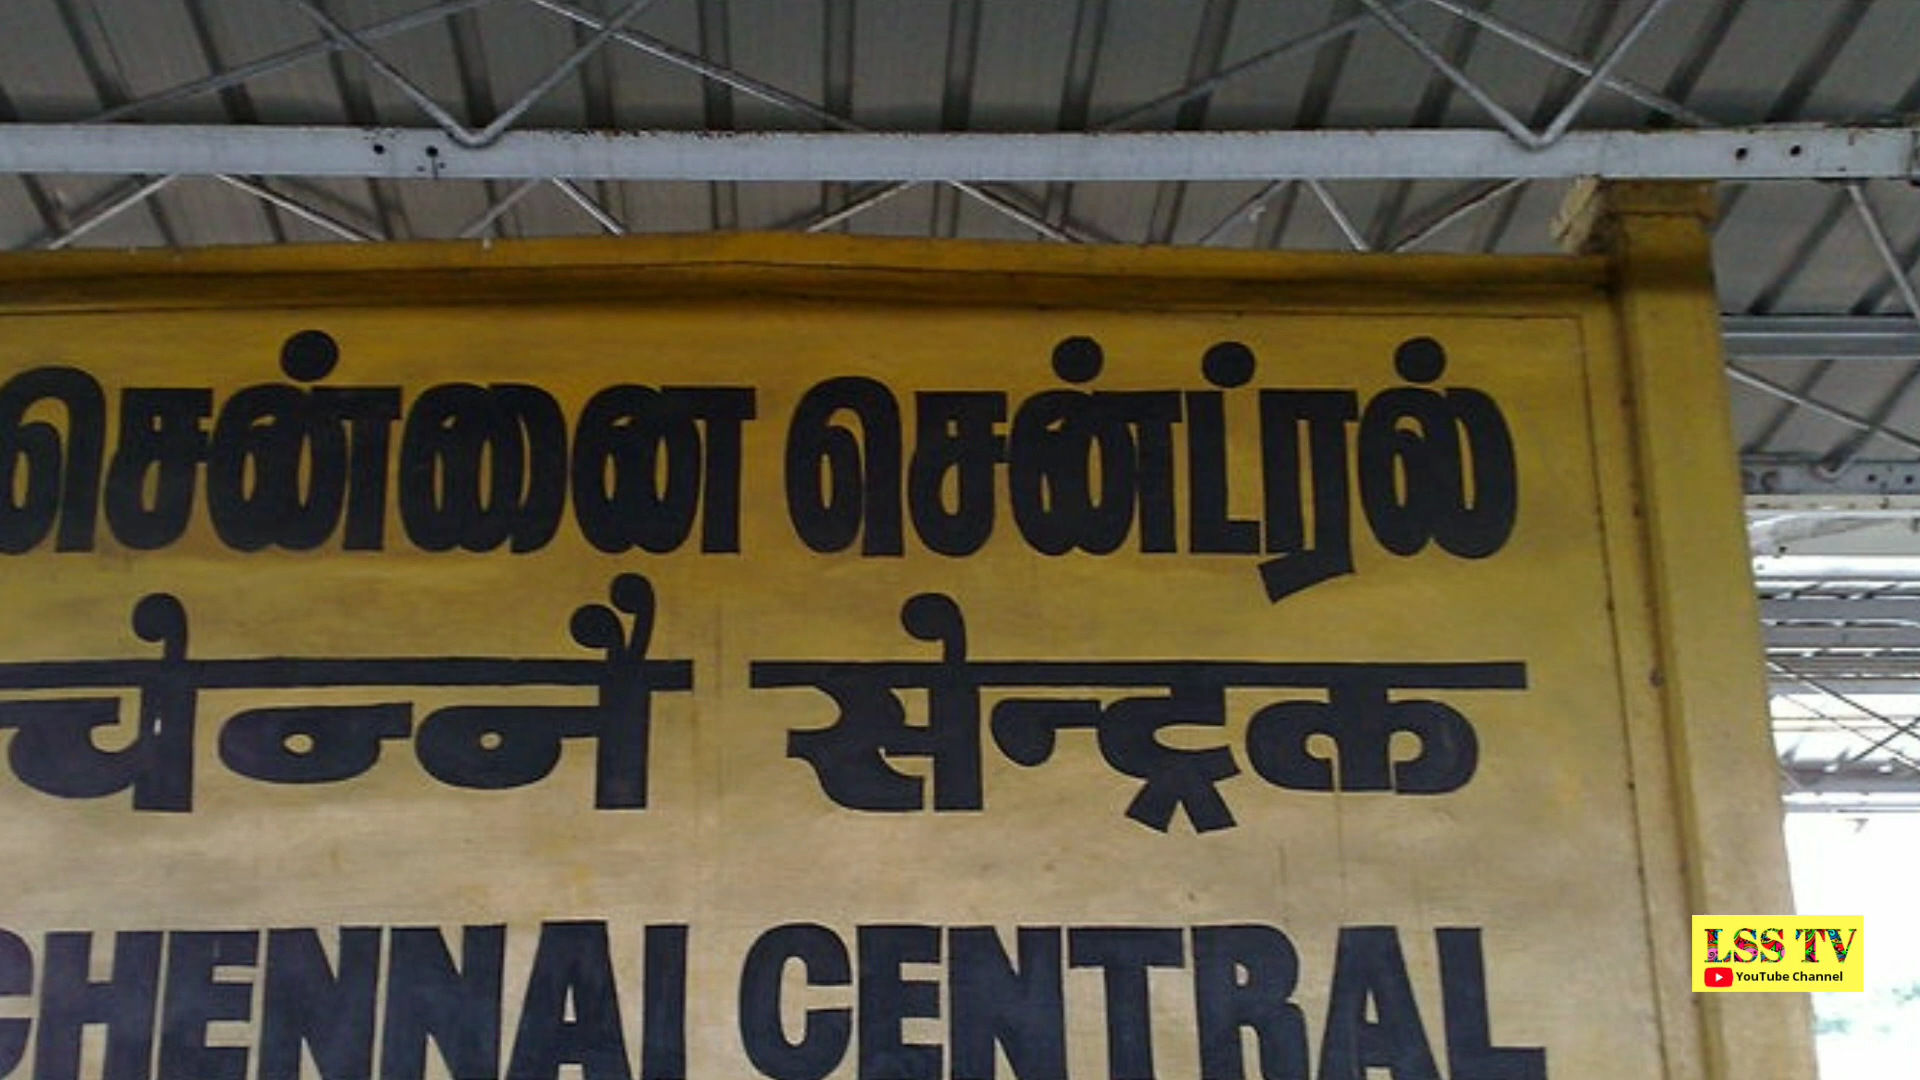 சென்னை சென்ட்ரல்
चेन्नै सेन्ट्रल
CHENNAI CENTRAL
LSS TV
YouTube Channel